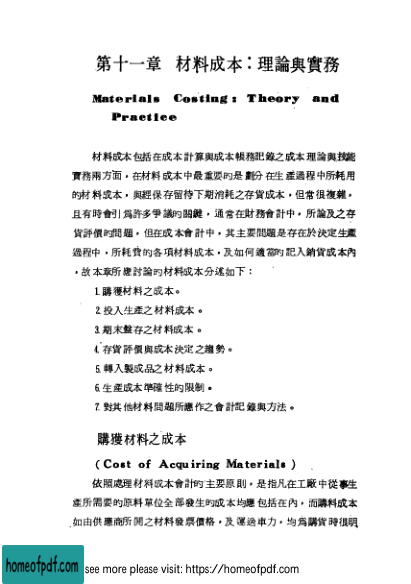 第十一章 材料成本：理論與實務
Materials Costing: Theory and
Practice
材料成本包括在成本計算與成本帳務記錄之成本理論與技能
實務兩方面，在材料成本中最重要的是劃分在生產過程中所耗用
的材料成本，與經保存留待下期消耗之存貨成本，但常很複雜，
且有時會引為許多爭議的關鍵，通常在財務會計中，所論及之存
貨評價的問題，但在成本會計中，其主要問題是存在於決定生產
過程中，所耗費的各項材料成本，及如何適當的記入銷貨成本內
，故本章所應討論的材料成本分述如下：
1.購獲材料之成本。
2.投入生產之材料成本。
3.期末盤存之材料成本。
4.存貨評價與成本決定之趨勢。
5.轉入製成品之材料成本。
6.生產成本準確性的限制。
7.對其他材料問題所應作之會計記錄與方法。
購獲材料之成本
(Cost of Acquiring Materials)
依照處理材料成本會計的主要原則，是指凡在工廠中從事生
產所需要的原料單位全部發生的成本均應包括在內，而購料成本
如由供應商所開之材料發票價格，及運過車力，均為購貨時很明
homeofpdf.com
see more please visit: https://homeofpdf.com